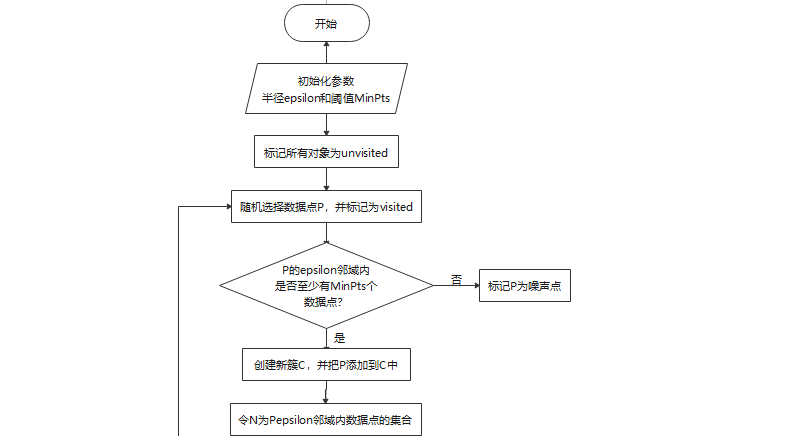 开始
初始化参数
半径epsilon和阈值MinPts
标记所有对象为unvisited
随机选择数据点P，并标记为visited
P的epsilon邻域内
是否至少有MinPts个
数据点？
否
标记P为噪声点
是
创建新簇C，并把P添加到C中
令N为Pepsilon邻域内数据点的集合